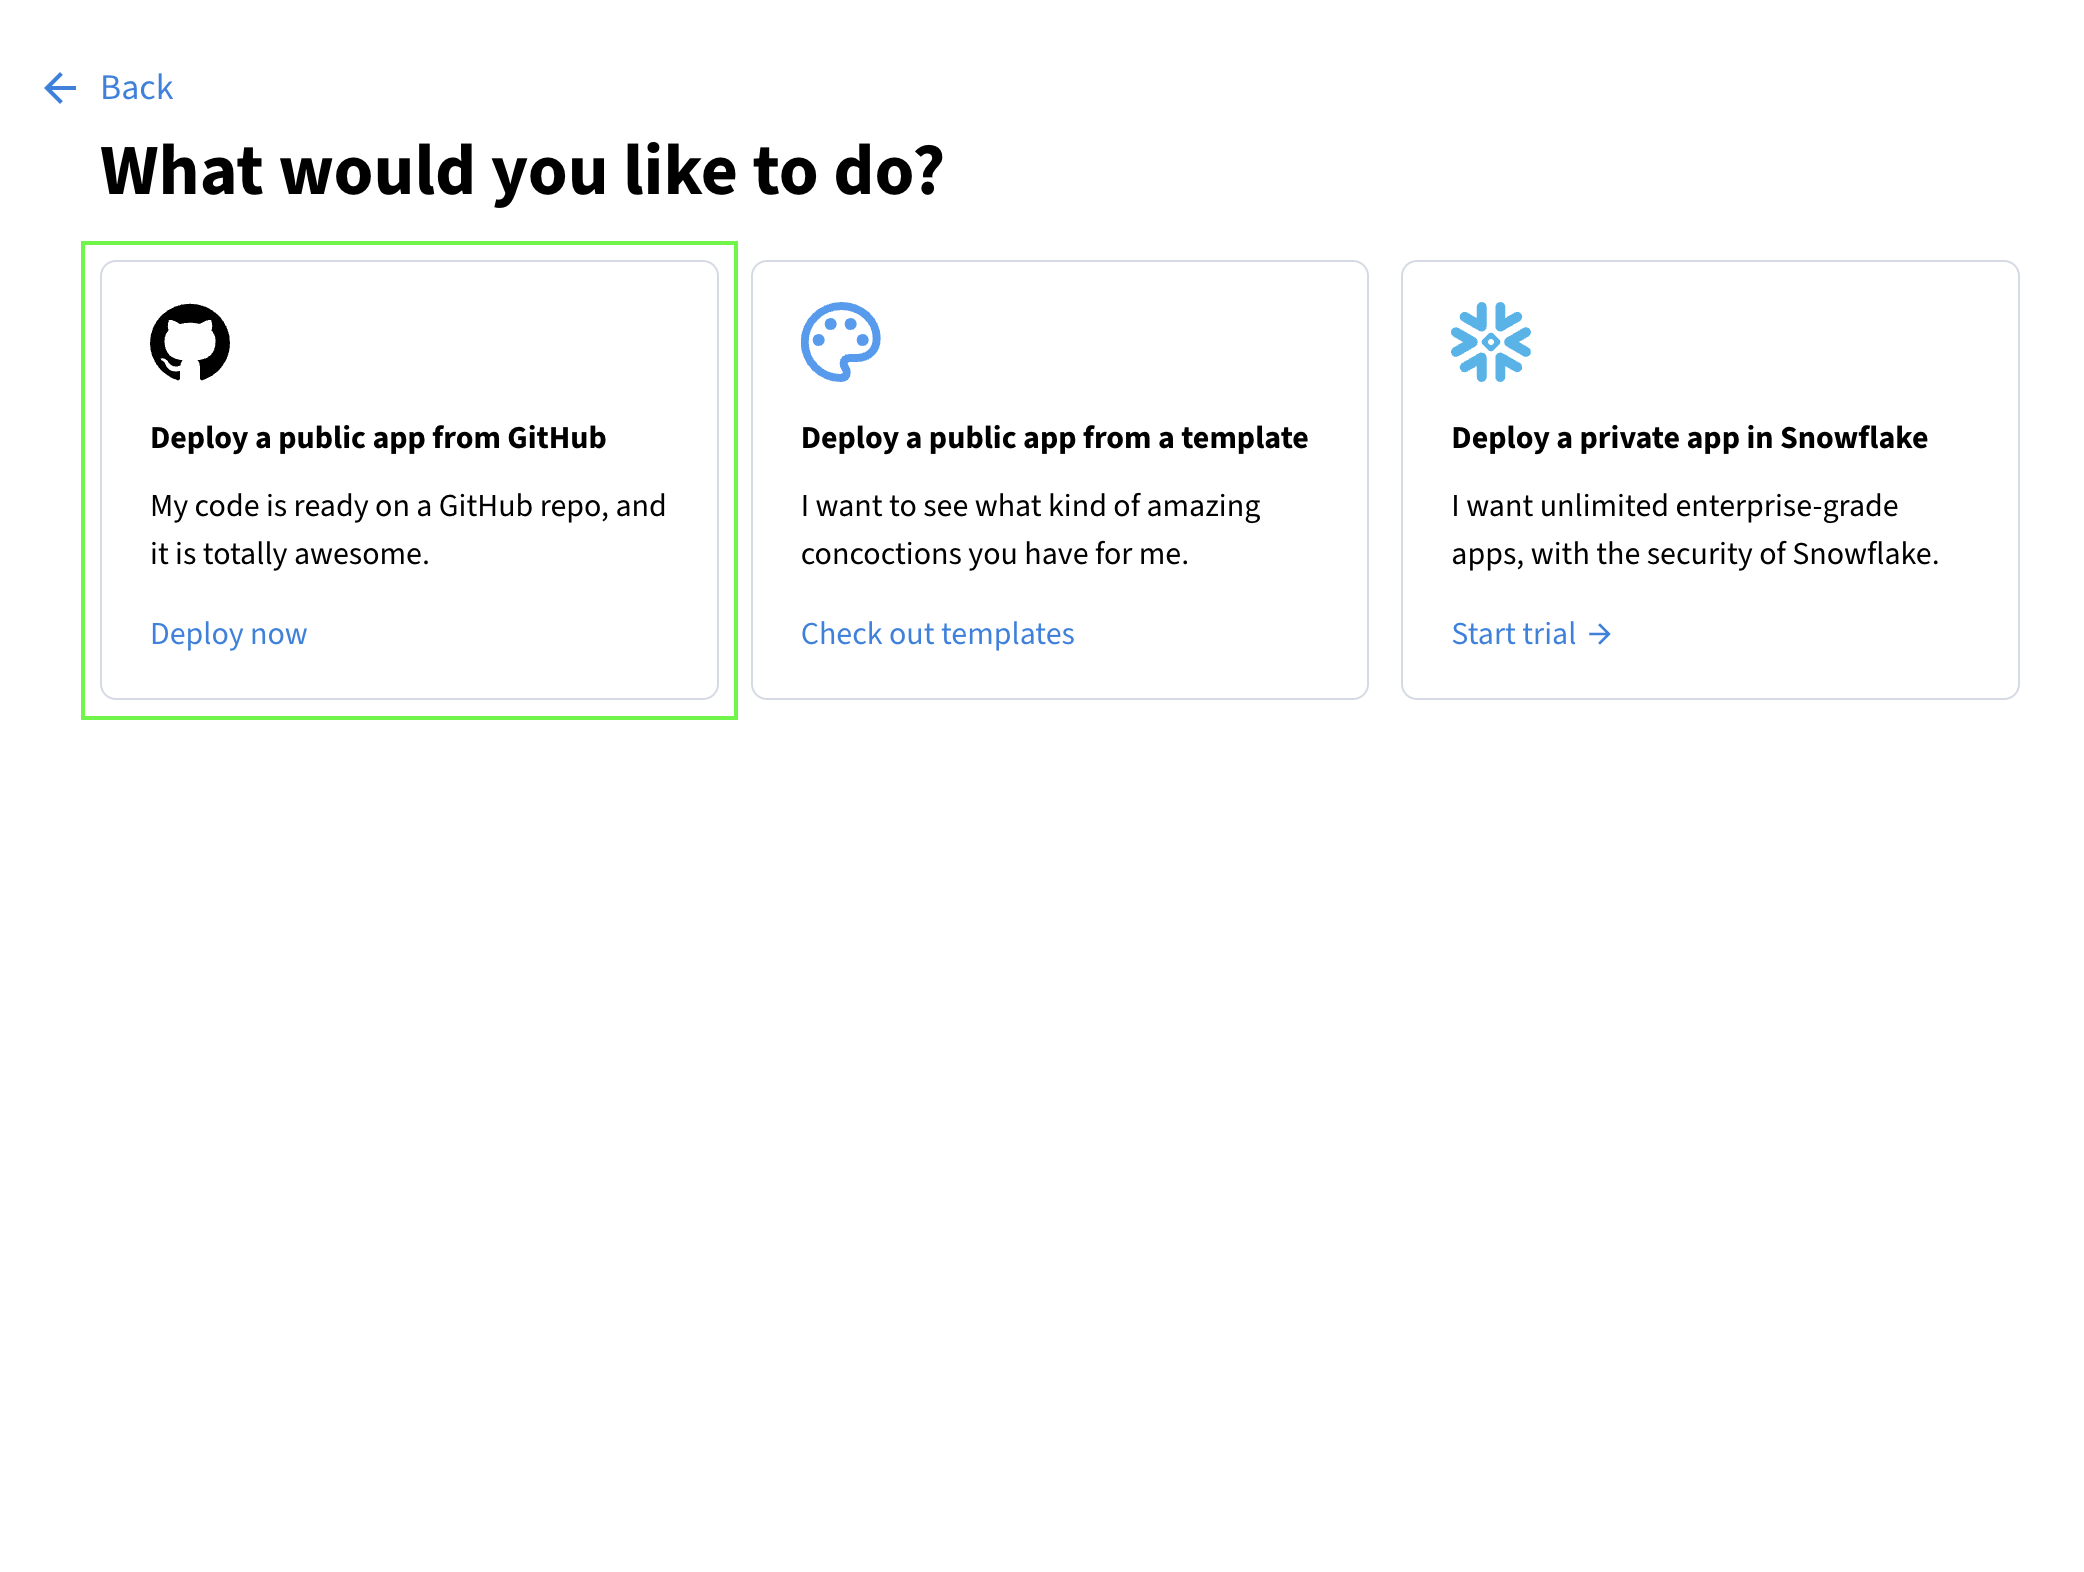 Back
What would you like to do?
Deploy a public app from GitHub
My code is ready on a GitHub repo, and
it is totally awesome.
Deploy now
Deploy a public app from a template
I want to see what kind of amazing
concoctions you have for me.
Check out templates
Deploy a private app in Snowflake
I want unlimited enterprise-grade
apps, with the security of Snowflake.
Start trial →